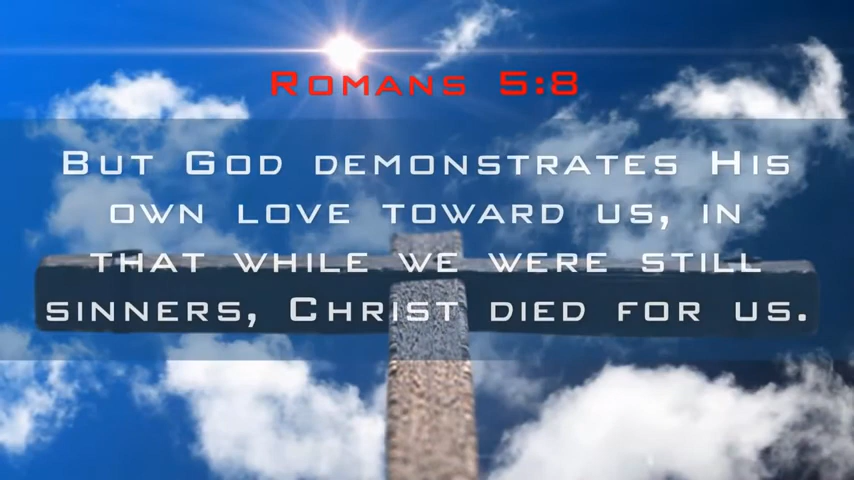 Romans 5:8
But God demonstrates His
own love toward us, in
that while we were still
sinners, Christ died for us.